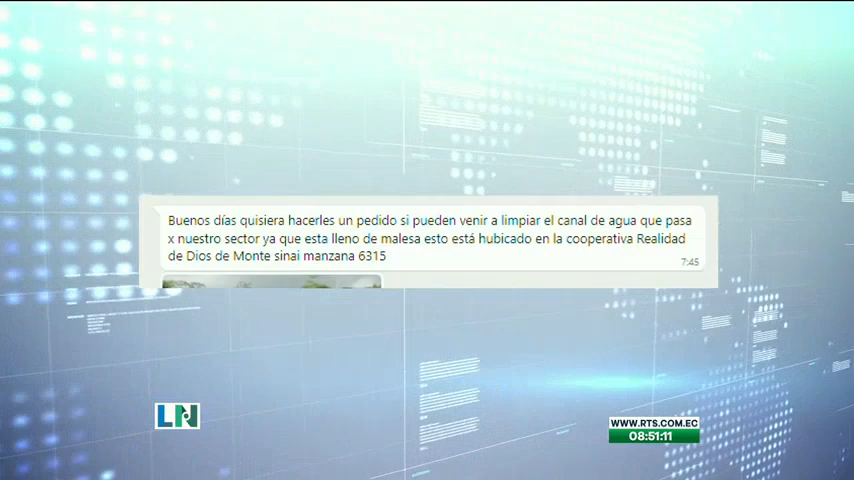 Buenos días quisiera hacerles un pedido si pueden venir a limpiar el canal de agua que pasa
x nuestro sector ya que esta lleno de malesa esto está hubicado en la cooperativa Realidad
de Dios de Monte sinai manzana 6315
7:45
LN
WWW.RTS.COM.EC
08:51:11